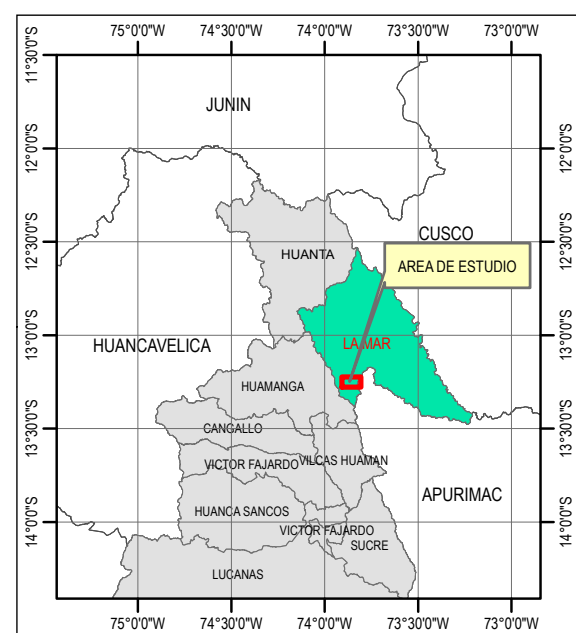 75°0'0"W 74°30'0"W 74°0'0"W 73°30'0"W 73°0'0"W
11°30'0"S 11°30'0"S
JUNIN
12°0'0"S 12°0'0"S
CUSCO
12°30'0"S 12°30'0"S
HUANTA
AREA DE ESTUDIO
13°0'0"S 13°0'0"S
HUANCAVELICA
LA MAR
HUAMANGA
13°30'0"S 13°30'0"S
CANGALLO
VICTOR FAJARDO
VILCAS HUAMAN
APURIMAC
HUANCA SANCOS
14°0'0"S 14°0'0"S
VICTOR FAJARDO
SUCRE
LUCANAS
75°0'0"W 74°30'0"W 74°0'0"W 73°30'0"W 73°0'0"W